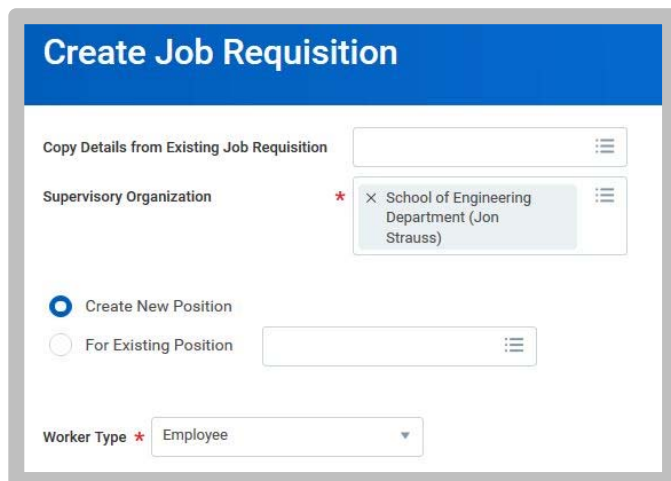 Create Job Requisition
Copy Details from Existing Job Requisition
Supervisory Organization *
× School of Engineering
Department (Jon
Strauss)
Create New Position
For Existing Position
Worker Type * Employee